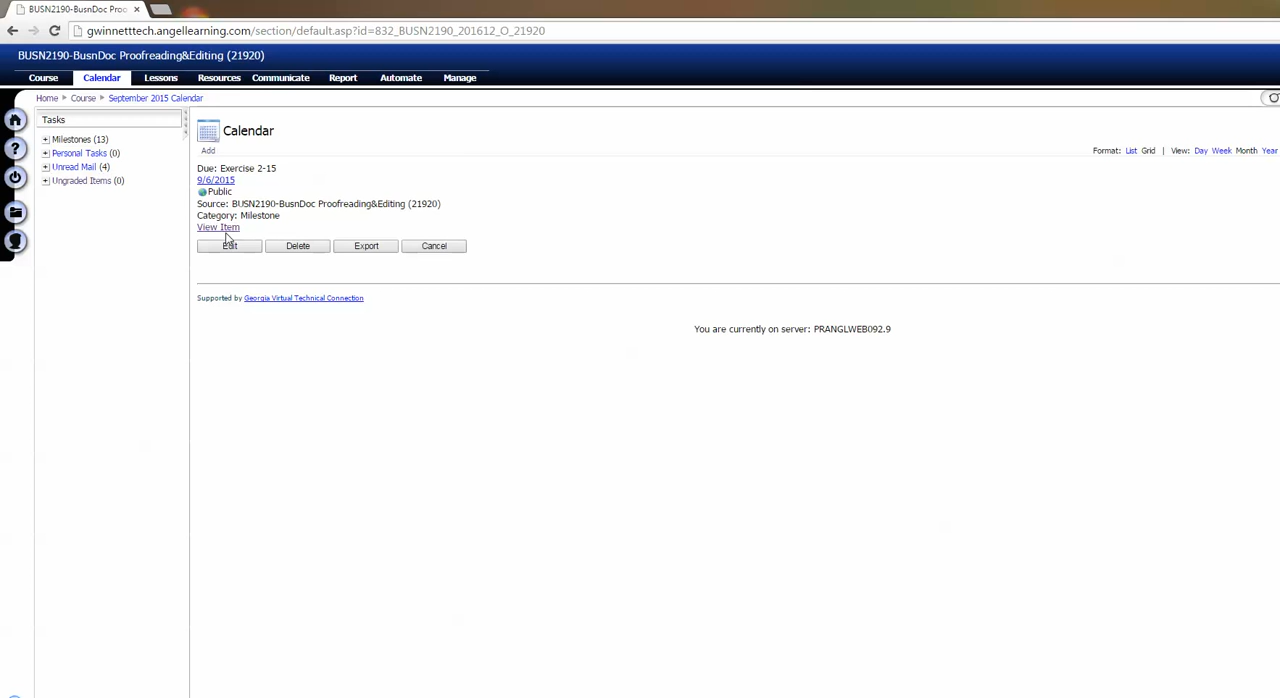 BUSN2190-BusnDoc Proo
gwinnetttech.angellearning.com/section/default.asp?id=832_BUSN2190_201612_O_21920
BUSN2190-BusnDoc Proofreading&Editing (21920)
Course Calendar Lessons Resources Communicate Report Automate Manage
Home Course September 2015 Calendar
Tasks
Milestones (13)
Personal Tasks (0)
Unread Mail (4)
Ungraded Items (0)
Calendar
Add
Format: List Grid | View: Day Week Month Year
Due: Exercise 2-15
9/6/2015
Public
Source: BUSN2190-BusnDoc Proofreading&Editing (21920)
Category: Milestone
View Item
Edit Delete Export Cancel
Supported by Georgia Virtual Technical Connection
You are currently on server: PRANGLWEB092.9